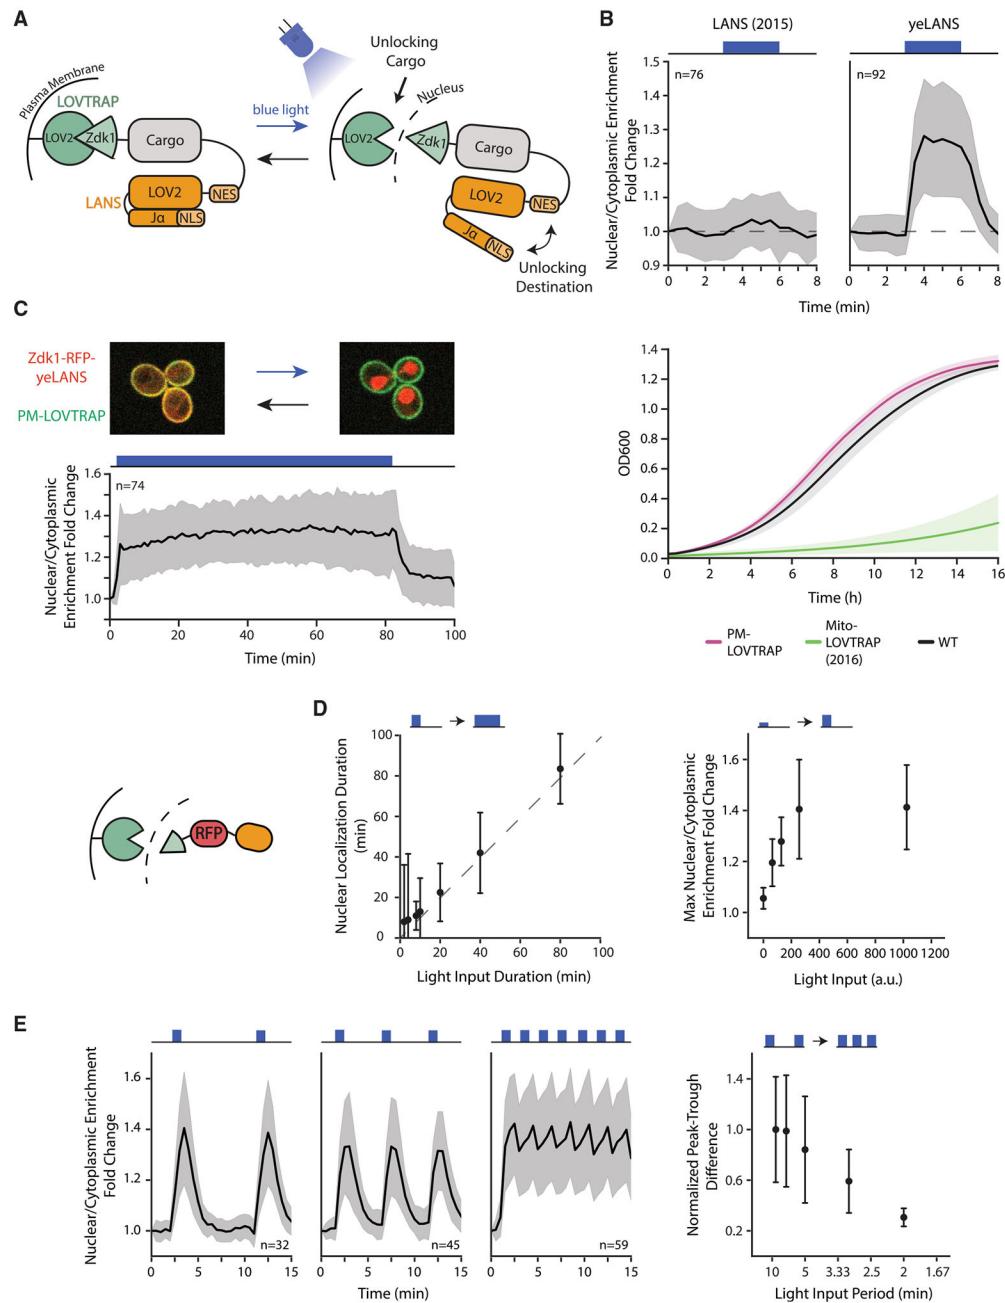 A
Plasma Membrane
LOVTRAP
LOV2
Zdk1
Cargo
LANS
LOV2
NES
Jα
NLS
blue light
Unlocking
Cargo
Nucleus
LOV2
Zdk1
Cargo
LOV2
NES
Jα
NLS
Unlocking
Destination
B
LANS (2015)
yeLANS
Nuclear/Cytoplasmic Enrichment
Fold Change
1.5
1.4
1.3
1.2
1.1
1.0
0.9
n=76
n=92
0 2 4 6 8
0 2 4 6 8
Time (min)
C
Zdk1-RFP-
yeLANS
PM-LOVTRAP
Nuclear/Cytoplasmic
Enrichment Fold Change
1.6
1.4
1.2
1.0
n=74
0 20 40 60 80 100
Time (min)
OD600
1.4
1.2
1.0
0.8
0.6
0.4
0.2
0.0
0 2 4 6 8 10 12 14 16
Time (h)
PM-
LOVTRAP
Mito-
LOVTRAP
(2016)
WT
RFP
D
Nuclear Localization Duration
(min)
100
80
60
40
20
0
0 20 40 60 80 100
Light Input Duration (min)
Max Nuclear/Cytoplasmic
Enrichment Fold Change
1.6
1.4
1.2
1.0
0 200 400 600 800 1000 1200
Light Input (a.u.)
E
Nuclear/Cytoplasmic Enrichment
Fold Change
1.6
1.4
1.2
1.0
n=32
n=45
n=59
0 5 10 15
0 5 10 15
0 5 10 15
Time (min)
Normalized Peak-Trough
Difference
1.4
1.0
0.6
0.2
10 5 3.33 2.5 2 1.67
Light Input Period (min)